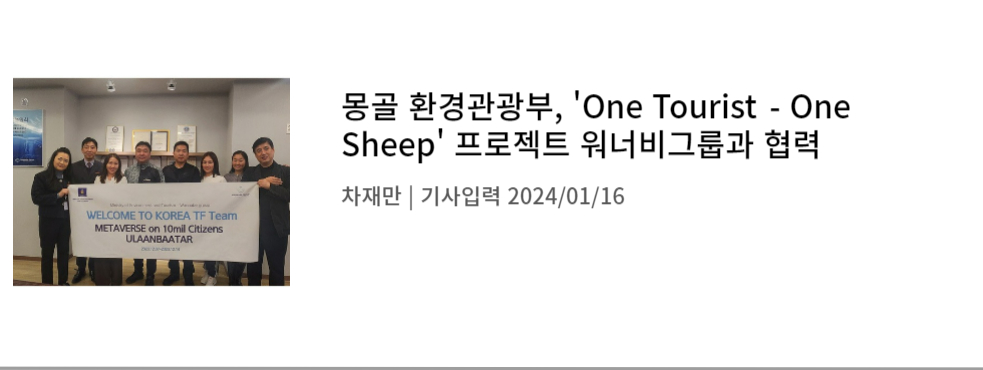 몽골 환경관광부, 'One Tourist - One
Sheep' 프로젝트 워너비그룹과 협력
차재만 | 기사입력 2024/01/16
WELCOME TO KOREA TF Team
METAVERSE on 10mil Citizens
ULAANBAATAR